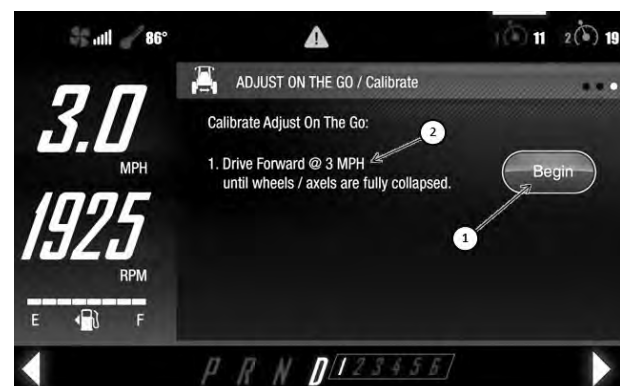 86°
1 11 2 19
3.0
MPH
1925
RPM
E F
ADJUST ON THE GO / Calibrate
Calibrate Adjust On The Go:
2
1. Drive Forward @ 3 MPH
until wheels / axels are fully collapsed.
Begin
1
P R N D 1 2 3 4 5 6